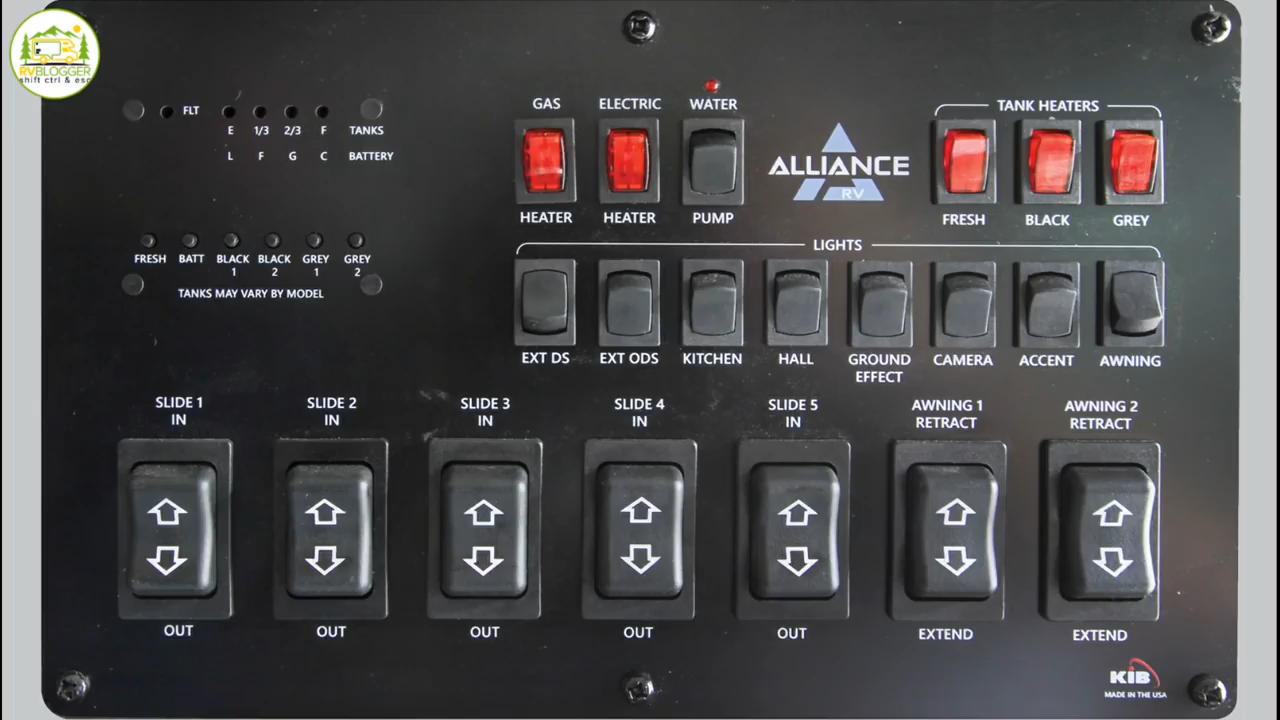 RVBLOGGER
shift ctrl & esc
FLT
E 1/3 2/3 F TANKS
L F G C BATTERY
FRESH BATT BLACK 1 BLACK 2 GREY 1 GREY 2
TANKS MAY VARY BY MODEL
GAS ELECTRIC WATER
HEATER HEATER PUMP
ALLIANCE
RV
TANK HEATERS
FRESH BLACK GREY
LIGHTS
EXT DS EXT ODS KITCHEN HALL GROUND EFFECT CAMERA ACCENT AWNING
SLIDE 1 SLIDE 2 SLIDE 3 SLIDE 4 SLIDE 5 AWNING 1 AWNING 2
IN IN IN IN IN RETRACT RETRACT
OUT OUT OUT OUT OUT EXTEND EXTEND
KIB
MADE IN THE USA